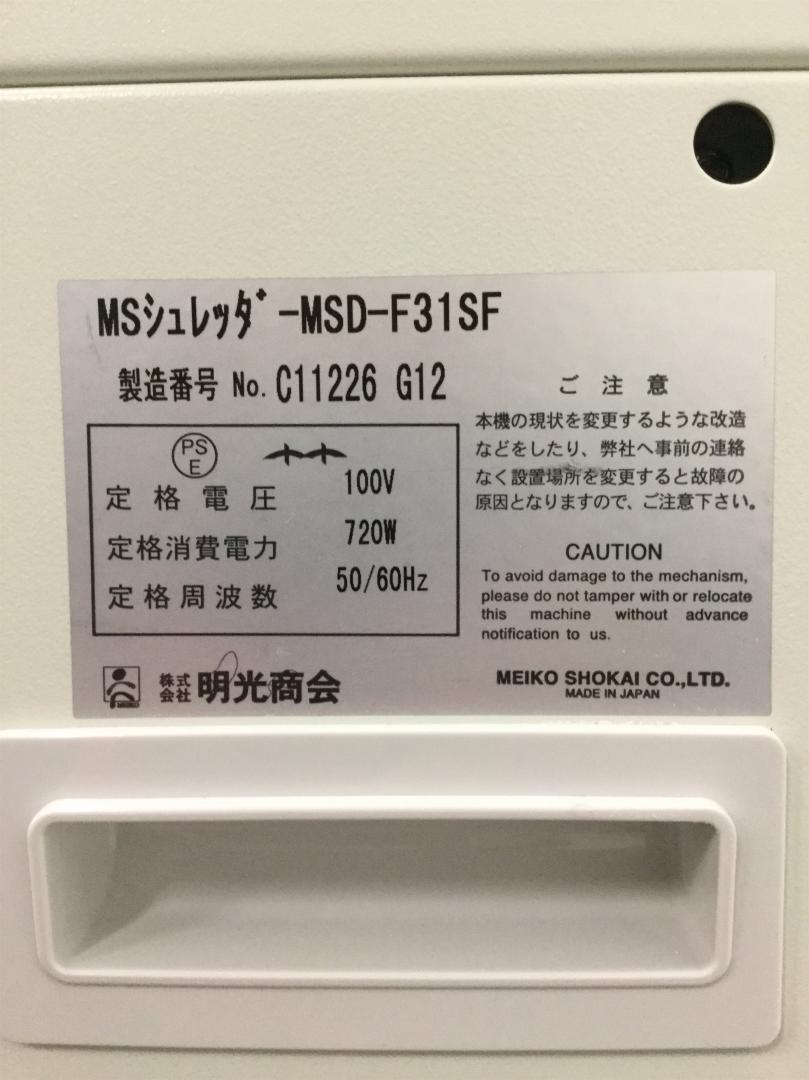 MSシュレッダー-MSD-F31SF
製造番号 No. C11226 G12
PS
E
定格電圧 100V
定格消費電力 720W
定格周波数 50/60Hz
ご注意
本機の現状を変更するような改造
などをしたり、弊社へ事前の連絡
なく設置場所を変更すると故障の
原因となりますので、ご注意下さい。
CAUTION
To avoid damage to the mechanism,
please do not tamper with or relocate
this machine without advance
notification to us.
株式会社 明光商会
MEIKO SHOKAI CO.,LTD.
MADE IN JAPAN